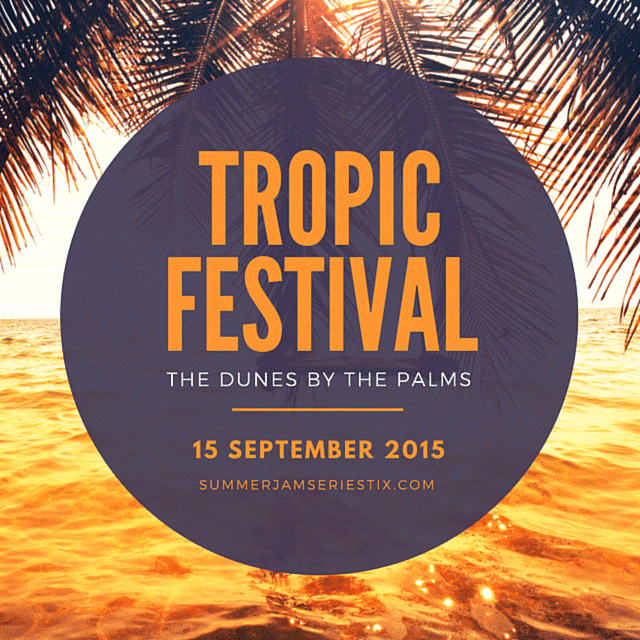 TROPIC
FESTIVAL
THE DUNES BY THE PALMS
15 SEPTEMBER 2015
SUMMERJAMSERIESTIX.COM